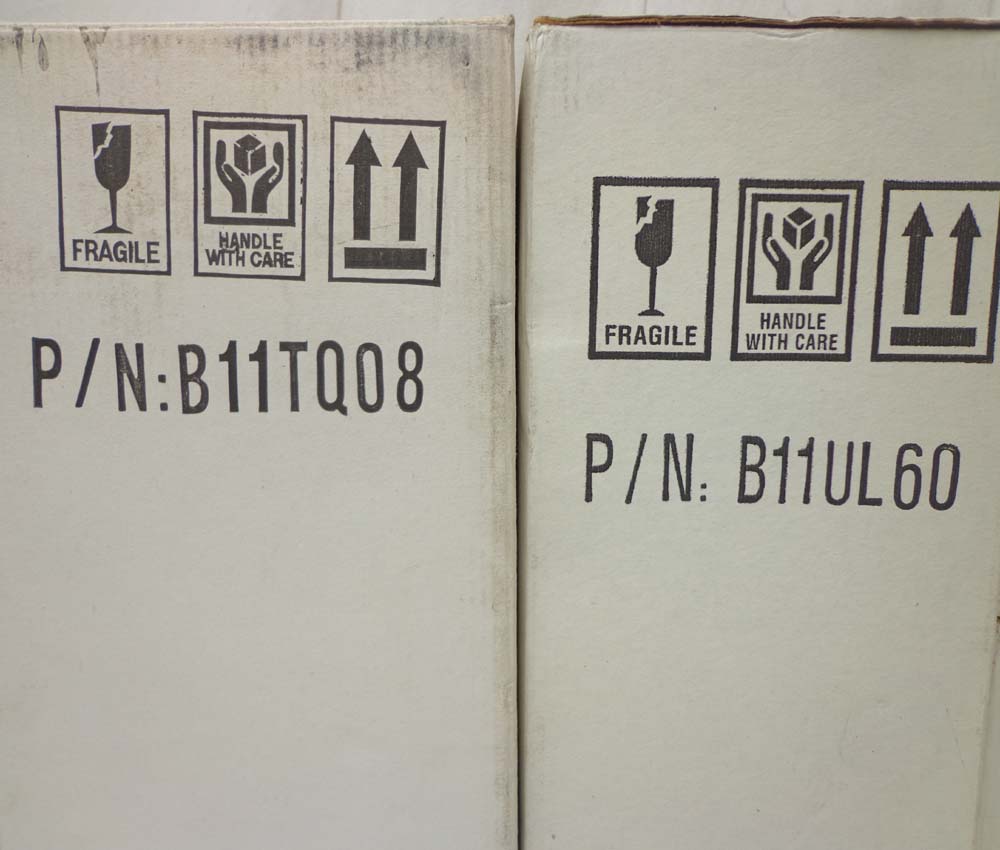 FRAGILE
HANDLE
WITH CARE
P/N:B11TQ08
FRAGILE
HANDLE
WITH CARE
P/N: B11UL60